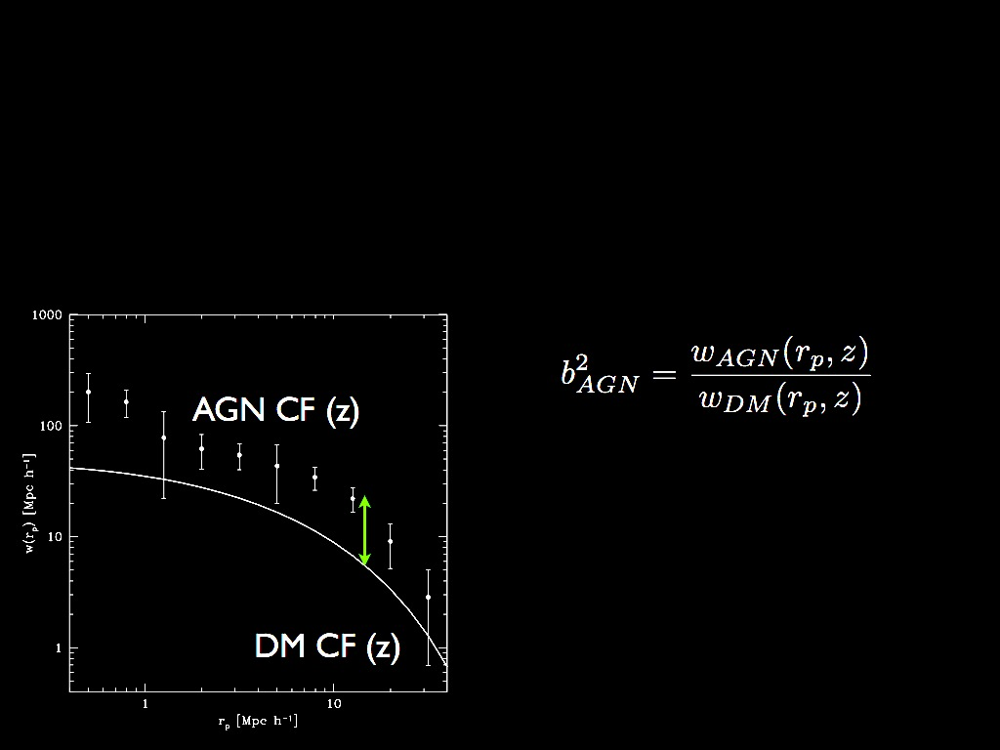 1000
100
10
1
w(r_p) [Mpc h⁻¹]
AGN CF (z)
DM CF (z)
1 10
r_p [Mpc h⁻¹]
b²_AGN = w_AGN(r_p, z) / w_DM(r_p, z)